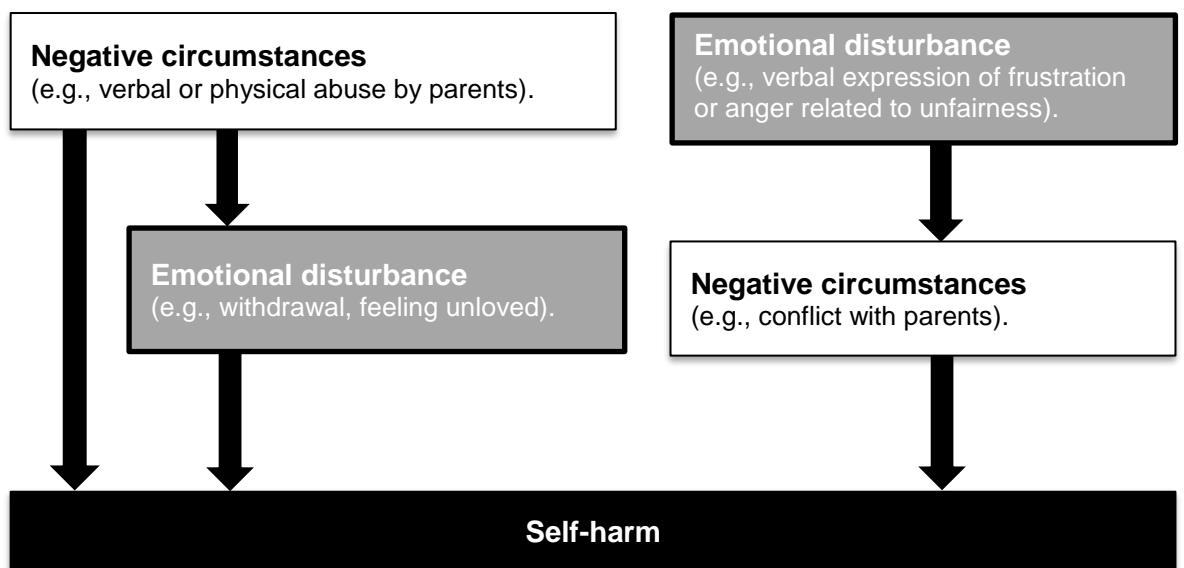 Negative circumstances
(e.g., verbal or physical abuse by parents).
Emotional disturbance
(e.g., withdrawal, feeling unloved).
Emotional disturbance
(e.g., verbal expression of frustration
or anger related to unfairness).
Negative circumstances
(e.g., conflict with parents).
Self-harm